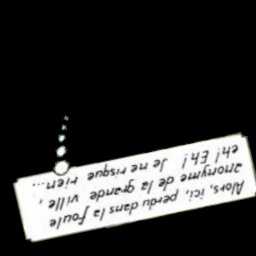 Alors, ici, perdu dans la foule
anonyme de la grande ville,
eh! Eh! Je ne risque rien...